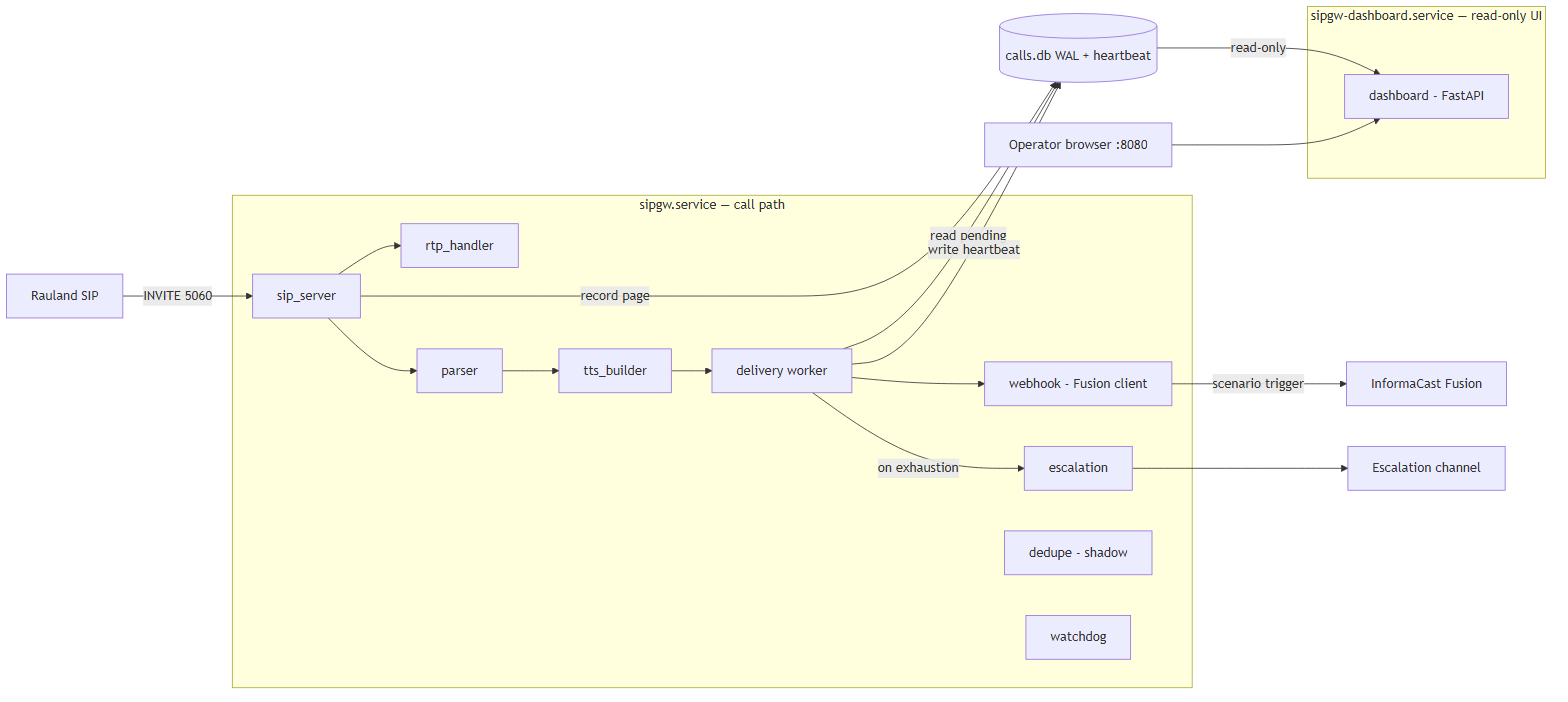 sipgw-dashboard.service — read-only UI
calls.db WAL + heartbeat
read-only
dashboard - FastAPI
Operator browser :8080
sipgw.service — call path
rtp_handler
read pending
write heartbeat
Rauland SIP
INVITE 5060
sip_server
record page
parser
tts_builder
delivery worker
webhook - Fusion client
scenario trigger
InformaCast Fusion
on exhaustion
escalation
Escalation channel
dedupe - shadow
watchdog